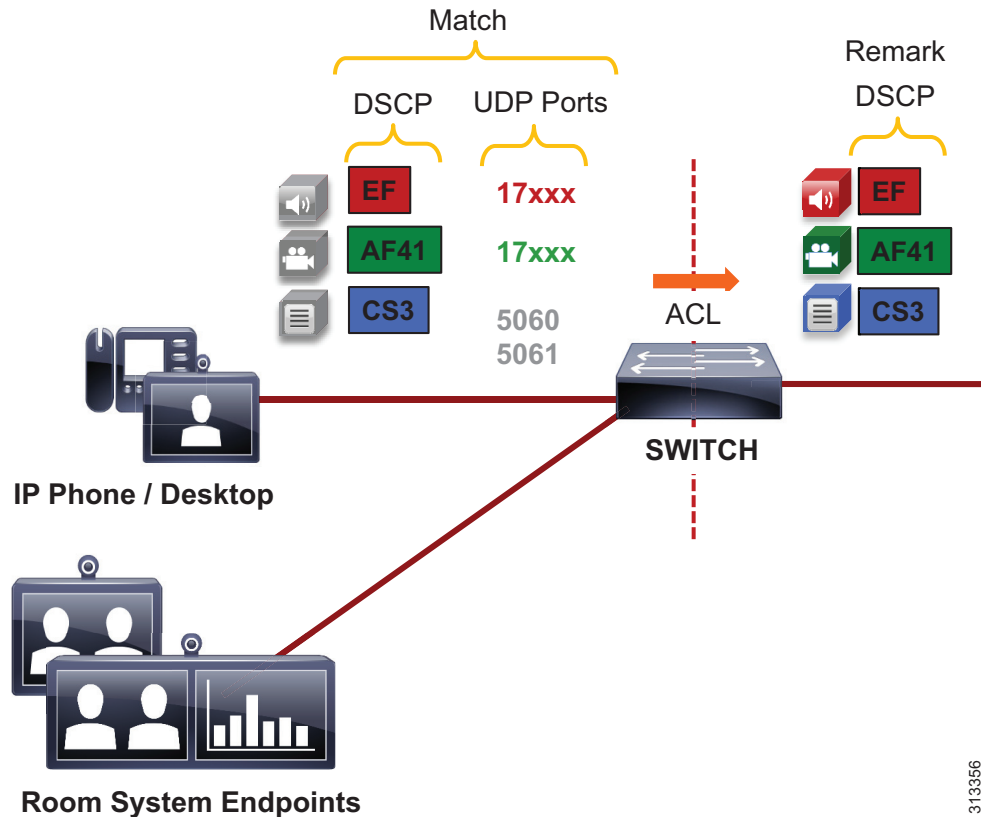 Match
Remark
DSCP
UDP Ports
DSCP
EF
17xxx
EF
AF41
17xxx
AF41
CS3
5060
5061
ACL
CS3
SWITCH
IP Phone / Desktop
Room System Endpoints
313356